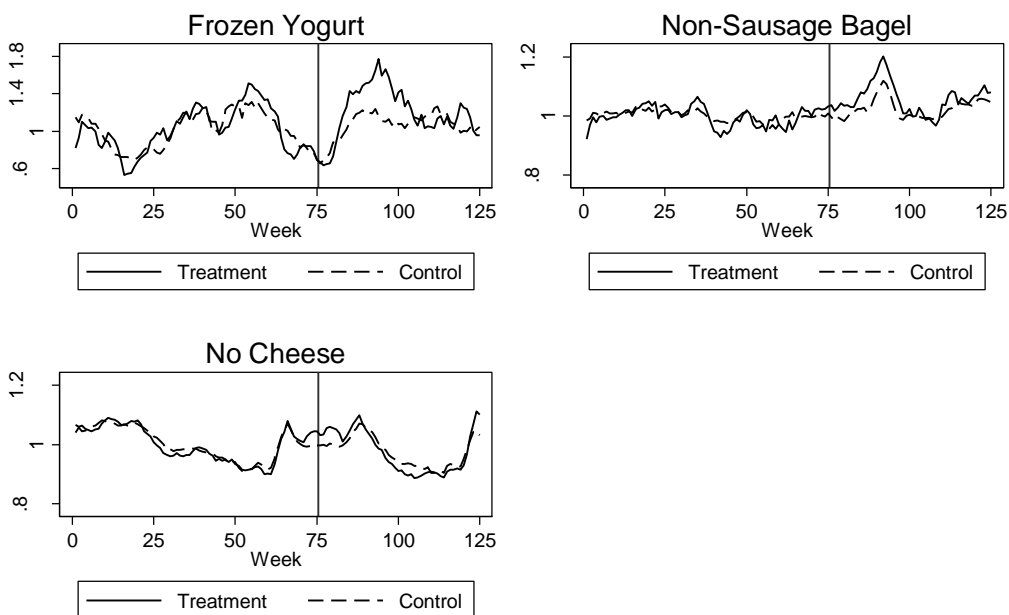 Frozen Yogurt
1.8
1.4
1
.6
0 25 50 75 100 125
Week
Treatment Control
Non-Sausage Bagel
1.2
1
.8
0 25 50 75 100 125
Week
Treatment Control
No Cheese
1.2
1
.8
0 25 50 75 100 125
Week
Treatment Control